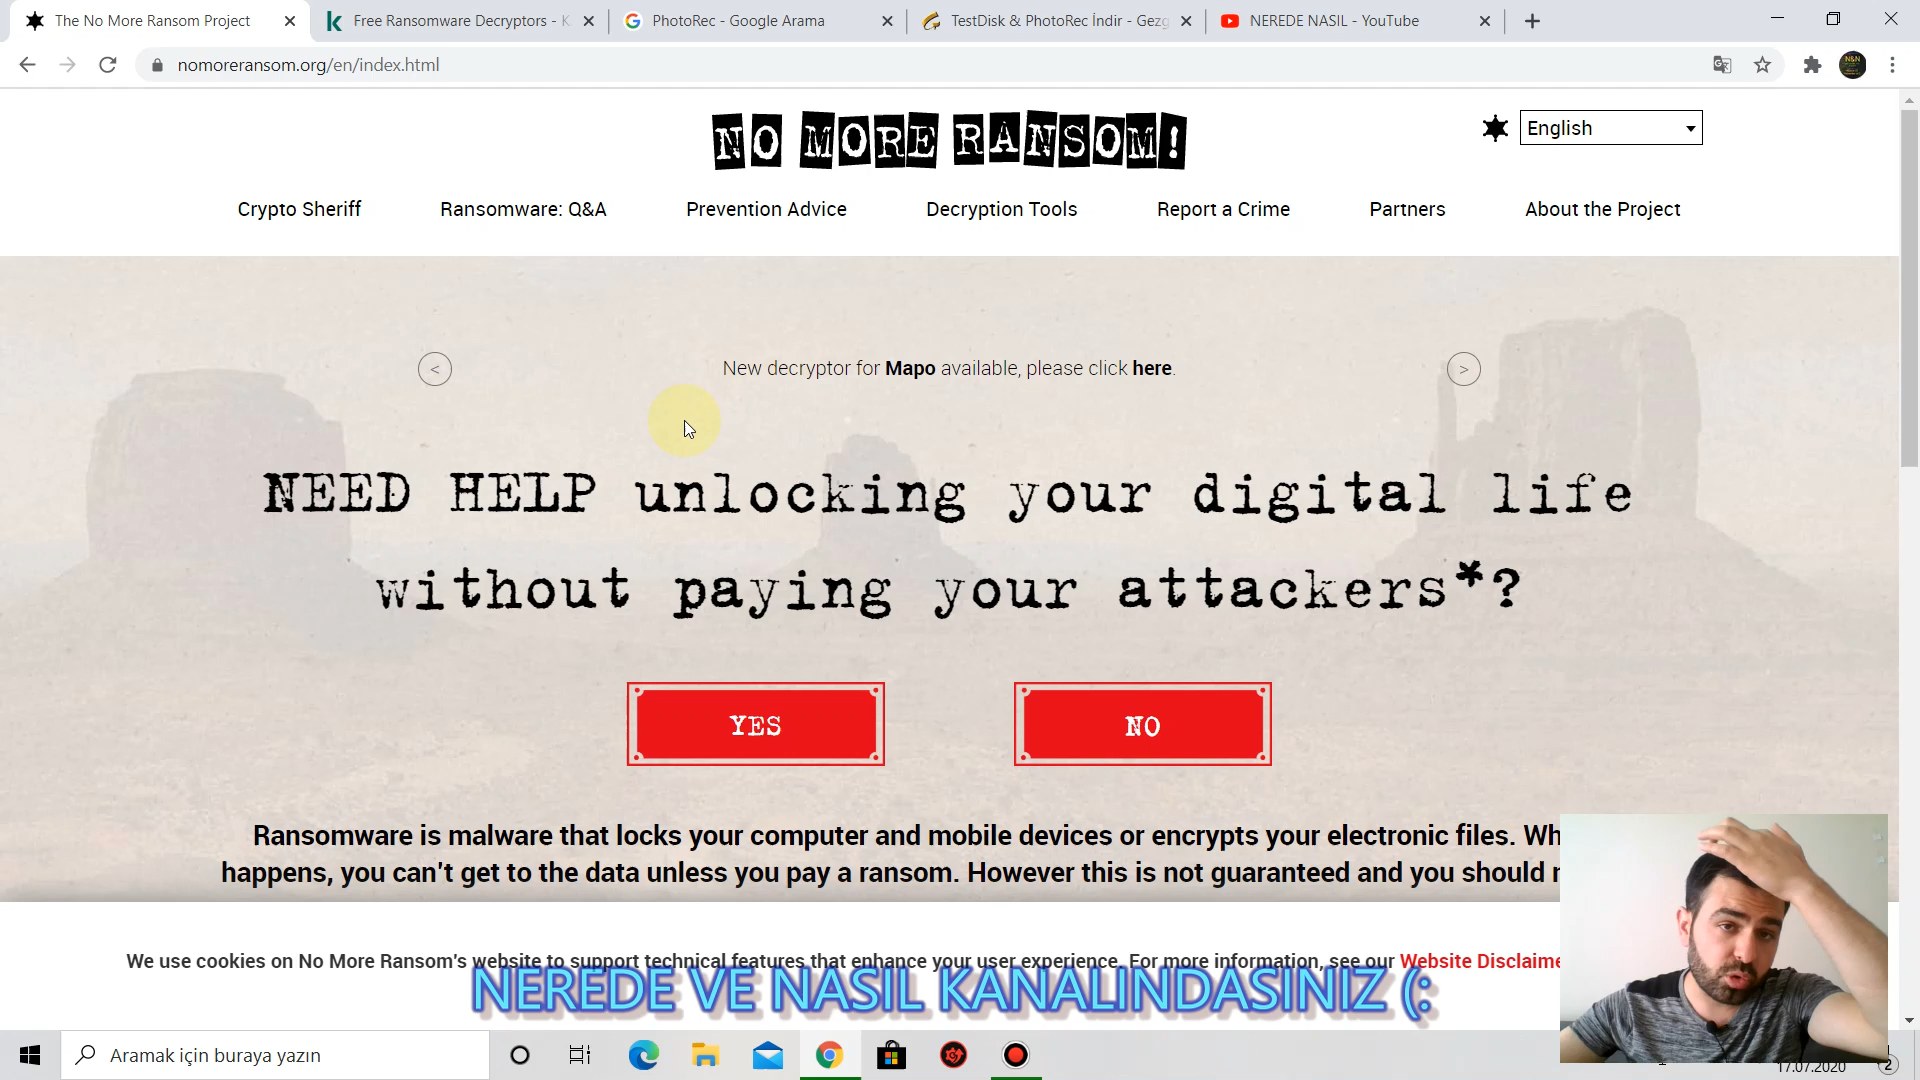 The No More Ransom Project
Free Ransomware Decryptors - K
PhotoRec - Google Arama
TestDisk & PhotoRec İndir - Gezg
NEREDE NASIL - YouTube
nomoreransom.org/en/index.html
N&N
NO MORE RANSOM!
English
Crypto Sheriff
Ransomware: Q&A
Prevention Advice
Decryption Tools
Report a Crime
Partners
About the Project
<
New decryptor for Mapo available, please click here.
>
NEED HELP unlocking your digital life
without paying your attackers*?
YES
NO
Ransomware is malware that locks your computer and mobile devices or encrypts your electronic files. Wh
happens, you can't get to the data unless you pay a ransom. However this is not guaranteed and you should n
We use cookies on No More Ransom's website to support technical features that enhance your user experience. For more information, see our Website Disclaime
NEREDE VE NASIL KANALINDASINIZ (:
Aramak için buraya yazın
17.07.2020
2